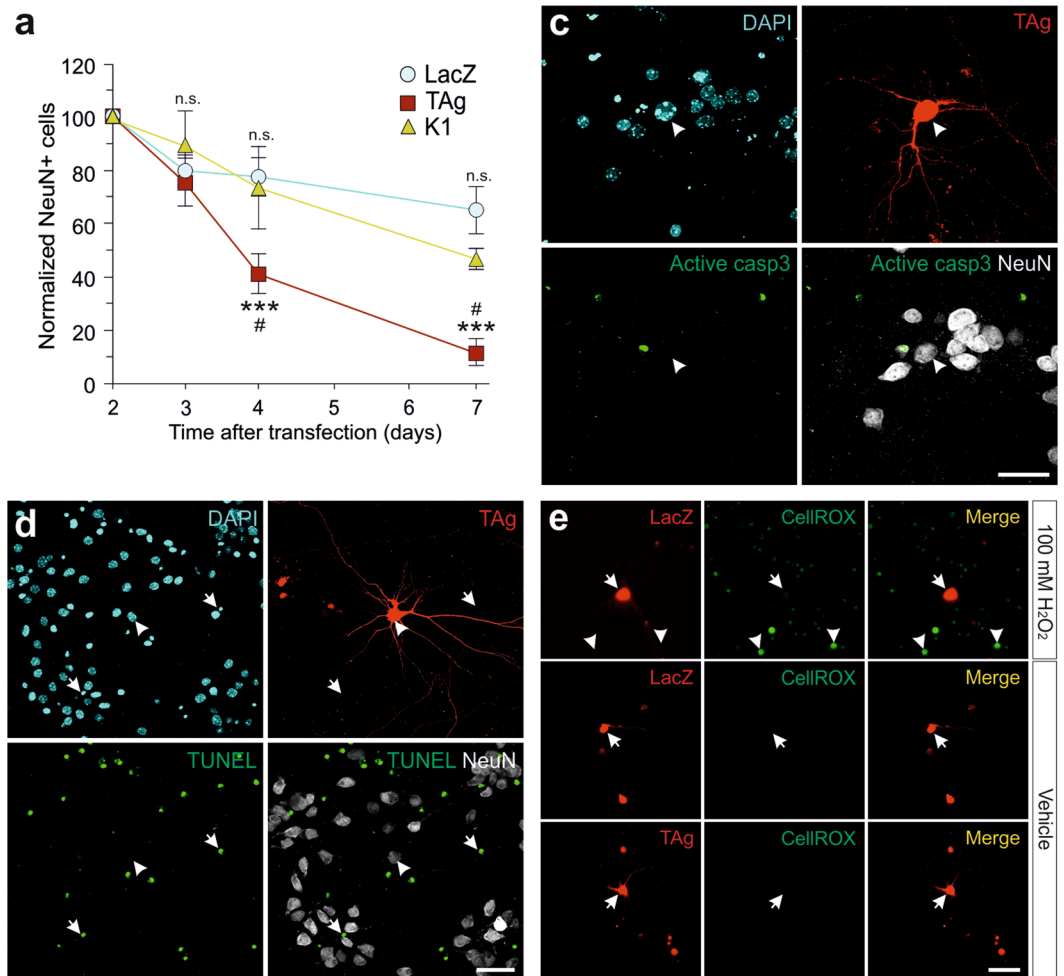 a
120
100
80
60
40
20
0
Normalized NeuN+ cells
n.s.
n.s.
n.s.
***
#
#
***
LacZ
TAg
K1
2 3 4 5 6 7
Time after transfection (days)
c
DAPI
TAg
Active casp3
Active casp3 NeuN
d
DAPI
TAg
TUNEL
TUNEL NeuN
e
LacZ CellROX Merge
100 mM H₂O₂
LacZ CellROX Merge
TAg CellROX Merge
Vehicle